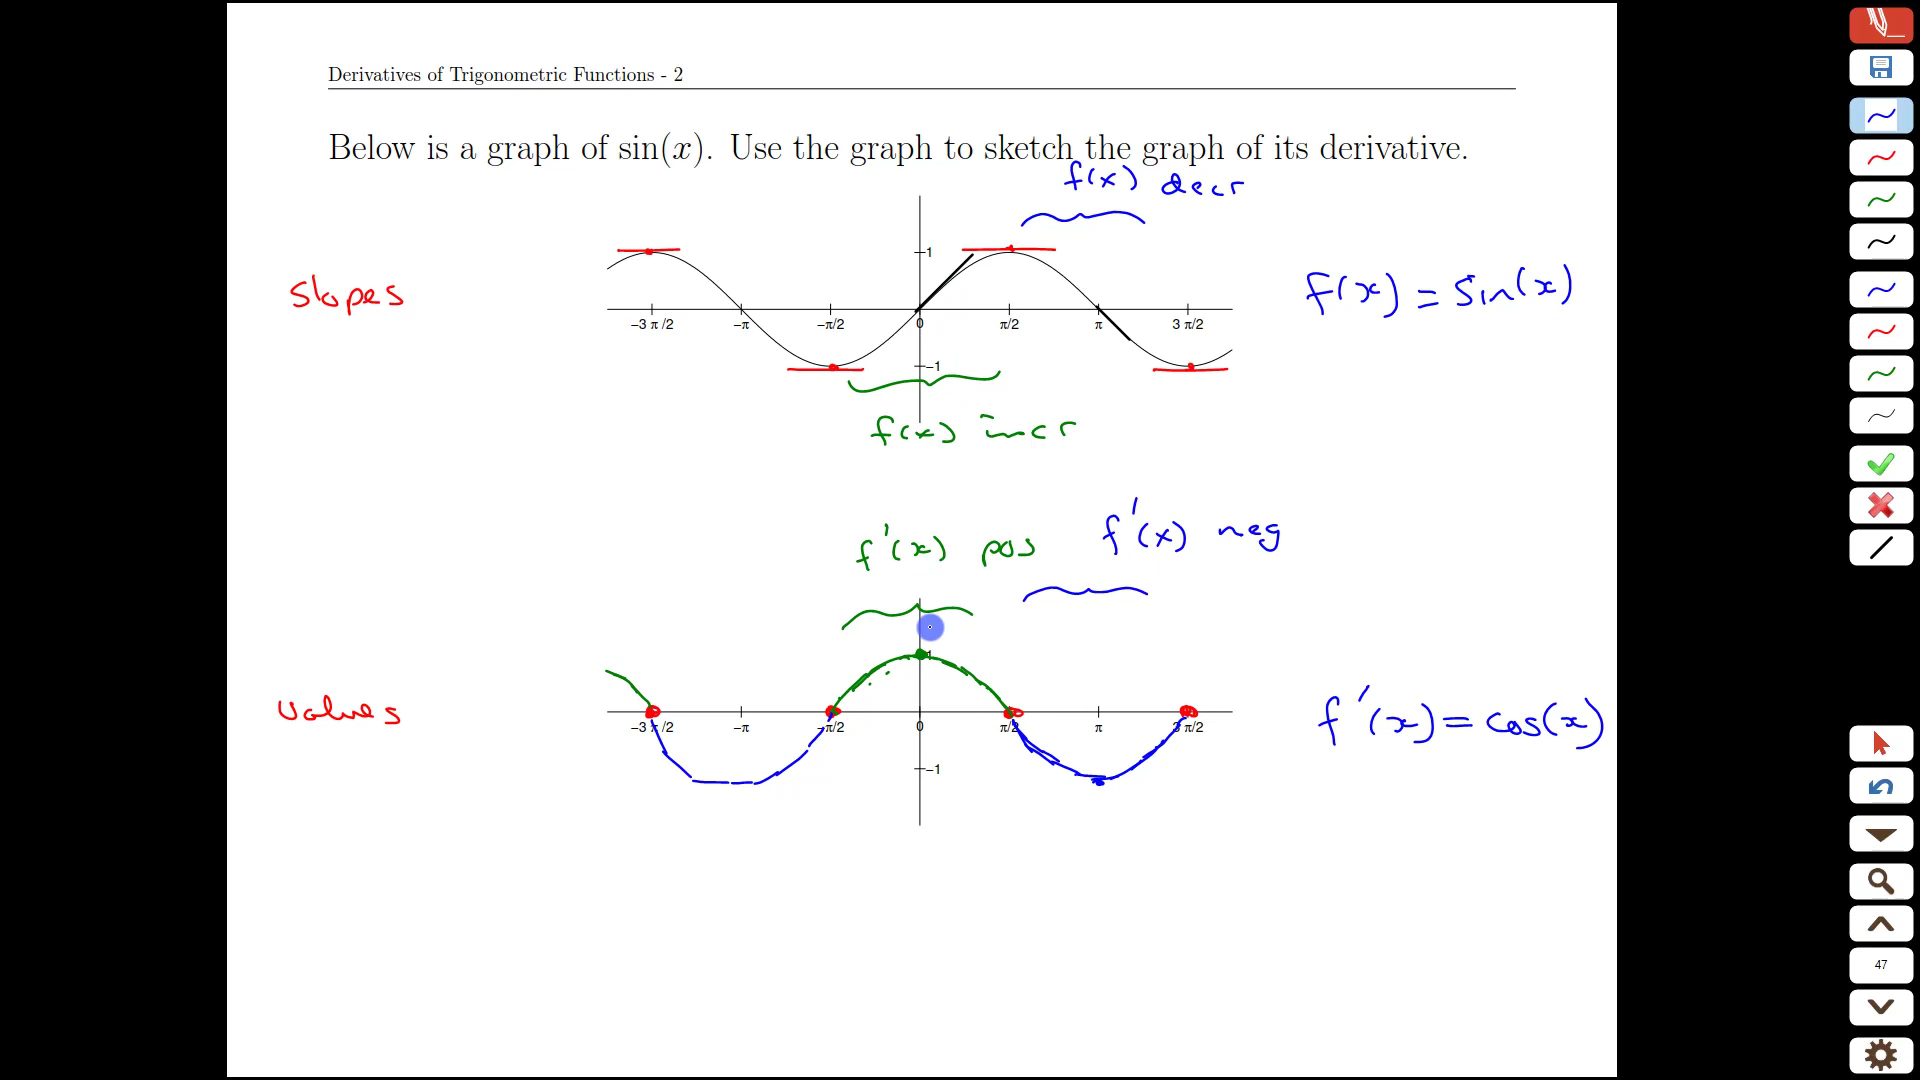 Derivatives of Trigonometric Functions - 2
Below is a graph of sin(x). Use the graph to sketch the graph of its derivative.
f(x) decr
1
slopes
f(x) = sin(x)
−3 π /2 −π −π/2 0 π/2 π 3 π/2
−1
f(x) incr
f'(x) pos f'(x) neg
1
values
f'(x) = cos(x)
−3 π /2 −π −π/2 0 π/2 π 3 π/2
−1
47